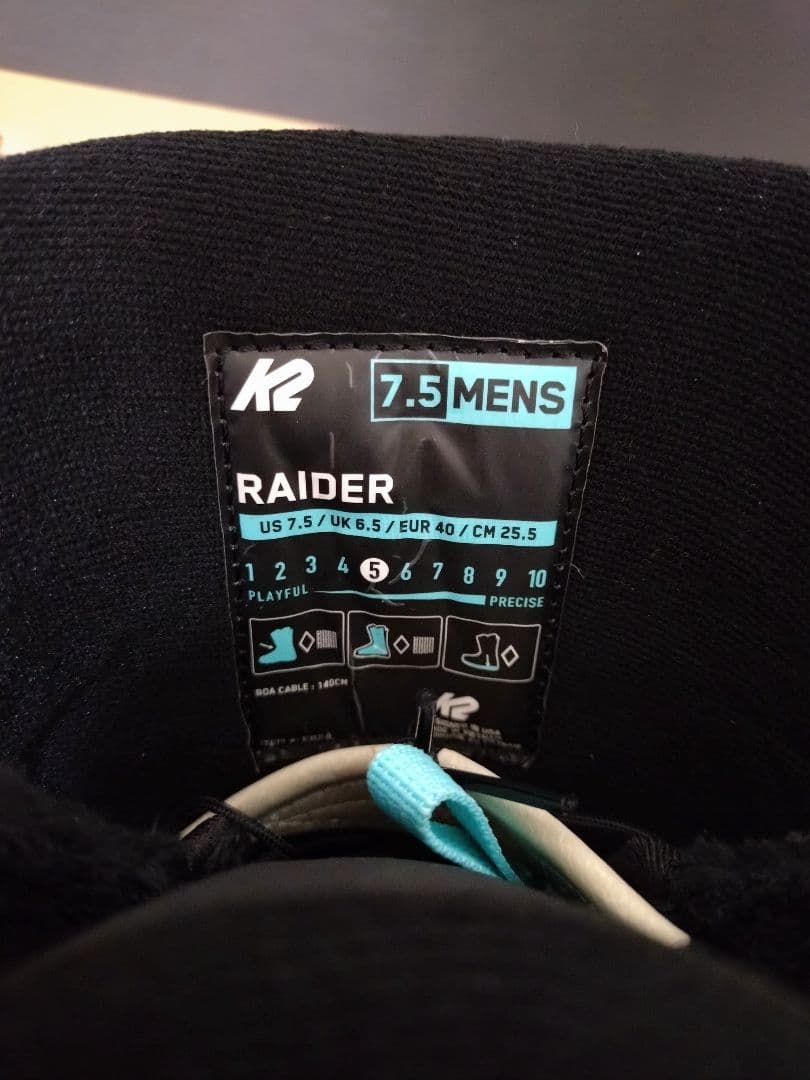 K2
7.5 MENS
RAIDER
US 7.5 / UK 6.5 / EUR 40 / CM 25.5
1 2 3 4 5 6 7 8 9 10
PLAYFUL PRECISE
BOA CABLE : 140CM
K2